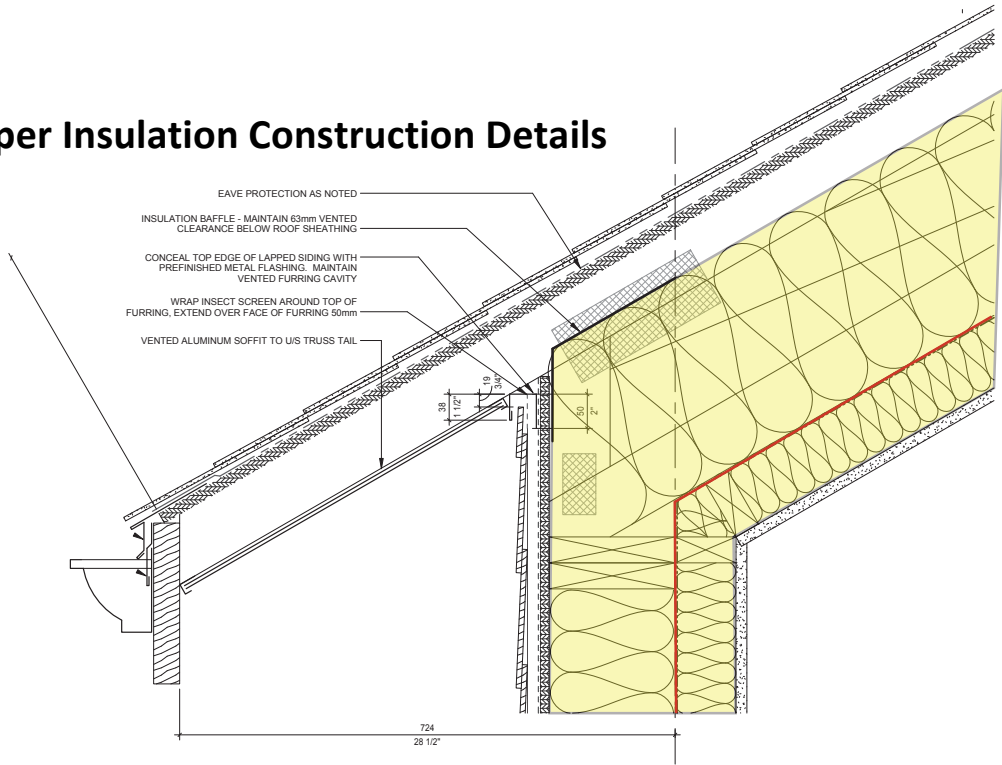 per Insulation Construction Details
EAVE PROTECTION AS NOTED
INSULATION BAFFLE - MAINTAIN 63mm VENTED
CLEARANCE BELOW ROOF SHEATHING
CONCEAL TOP EDGE OF LAPPED SIDING WITH
PREFINISHED METAL FLASHING. MAINTAIN
VENTED FURRING CAVITY
WRAP INSECT SCREEN AROUND TOP OF
FURRING, EXTEND OVER FACE OF FURRING 50mm
VENTED ALUMINUM SOFFIT TO U/S TRUSS TAIL
38
1 1/2"
19
3/4"
50
2"
724
28 1/2"